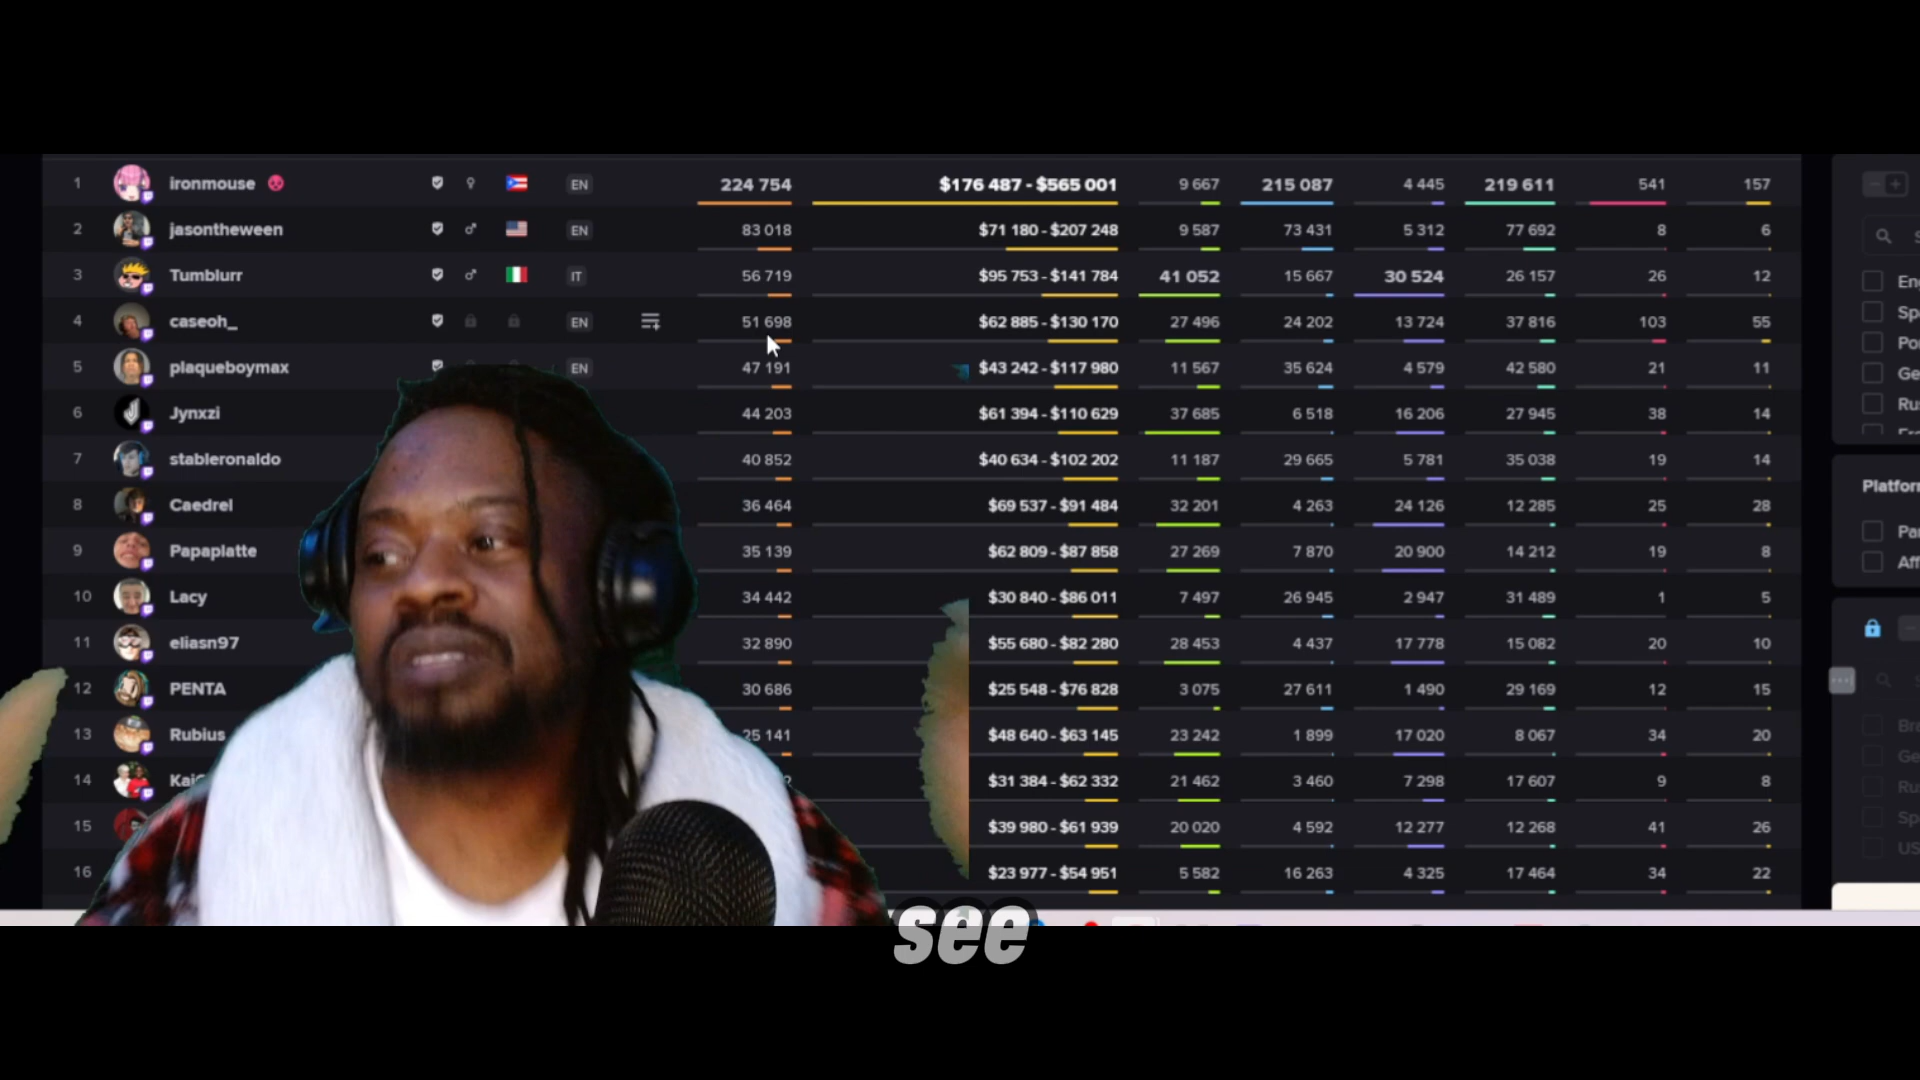 1 ironmouse EN 224 754 $176 487 - $565 001 9 667 215 087 4 445 219 611 541 157
2 jasontheween EN 83 018 $71 180 - $207 248 9 587 73 431 5 312 77 692 8 6
3 Tumblurr IT 56 719 $95 753 - $141 784 41 052 15 667 30 524 26 157 26 12
4 caseoh_ EN 51 698 $62 885 - $130 170 27 496 24 202 13 724 37 816 103 55
5 plaqueboymax EN 47 191 $43 242 - $117 980 11 567 35 624 4 579 42 580 21 11
6 Jynxzi 44 203 $61 394 - $110 629 37 685 6 518 16 206 27 945 38 14
7 stableronaldo 40 852 $40 634 - $102 202 11 187 29 665 5 781 35 038 19 14
8 Caedrel 36 464 $69 537 - $91 484 32 201 4 263 24 126 12 285 25 28
9 Papaplatte 35 139 $62 809 - $87 858 27 269 7 870 20 900 14 212 19 8
10 Lacy 34 442 $30 840 - $86 011 7 497 26 945 2 947 31 489 1 5
11 eliasn97 32 890 $55 680 - $82 280 28 453 4 437 17 778 15 082 20 10
12 PENTA 30 686 $25 548 - $76 828 3 075 27 611 1 490 29 169 12 15
13 Rubius 25 141 $48 640 - $63 145 23 242 1 899 17 020 8 067 34 20
14 $31 384 - $62 332 21 462 3 460 7 298 17 607 9 8
15 $39 980 - $61 939 20 020 4 592 12 277 12 268 41 26
16 $23 977 - $54 951 5 582 16 263 4 325 17 464 34 22
Platfor
see